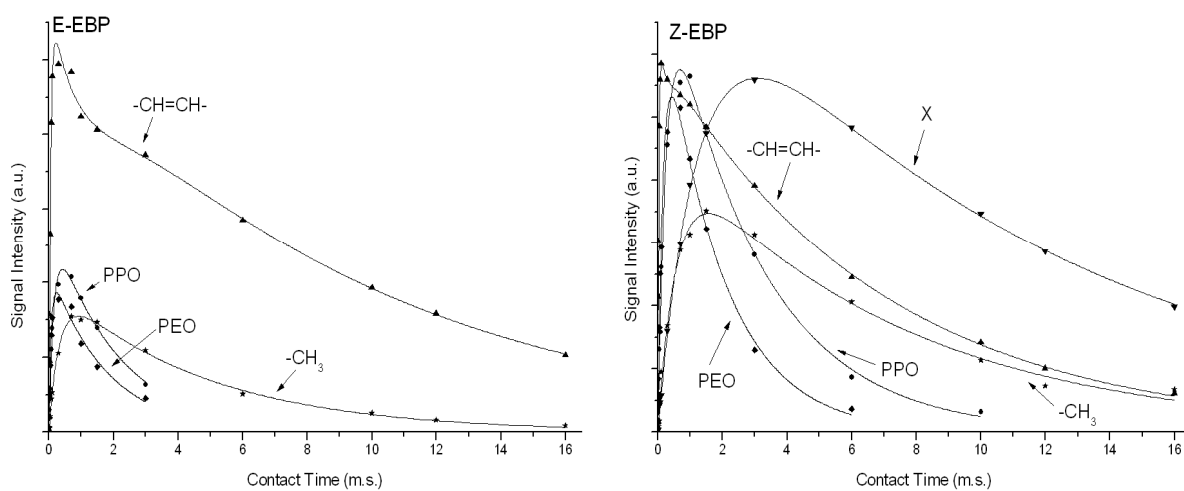 E-EBP
-CH=CH-
PPO
PEO
-CH₃
Signal Intensity (a.u.)
0 2 4 6 8 10 12 14 16
Contact Time (m.s.)
Z-EBP
X
-CH=CH-
PEO
PPO
-CH₃
Signal Intensity (a.u.)
0 2 4 6 8 10 12 14 16
Contact Time (m.s.)